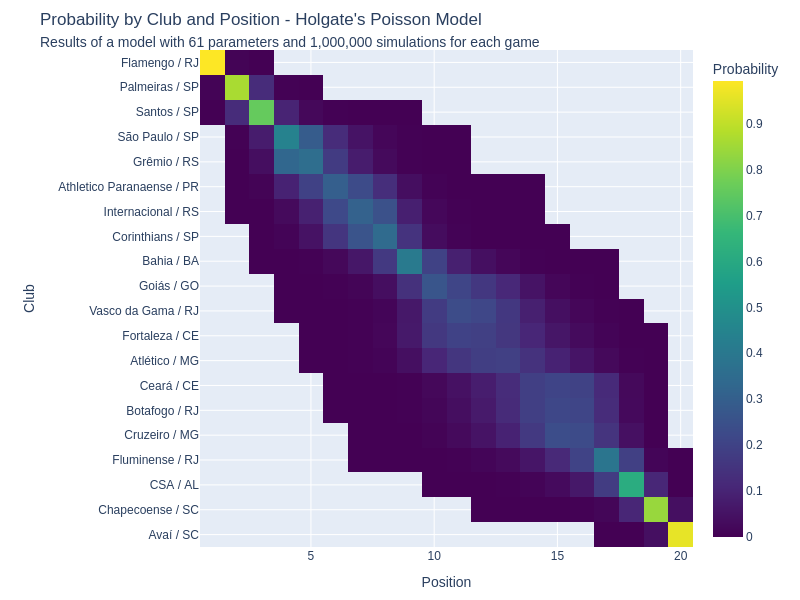 Probability by Club and Position - Holgate's Poisson Model
Results of a model with 61 parameters and 1,000,000 simulations for each game
Probability
Flamengo / RJ
Palmeiras / SP
Santos / SP
São Paulo / SP
Grêmio / RS
Athletico Paranaense / PR
Internacional / RS
Corinthians / SP
Bahia / BA
Goiás / GO
Vasco da Gama / RJ
Fortaleza / CE
Atlético / MG
Ceará / CE
Botafogo / RJ
Cruzeiro / MG
Fluminense / RJ
CSA / AL
Chapecoense / SC
Avaí / SC
Club
5
10
15
20
Position
0.9
0.8
0.7
0.6
0.5
0.4
0.3
0.2
0.1
0